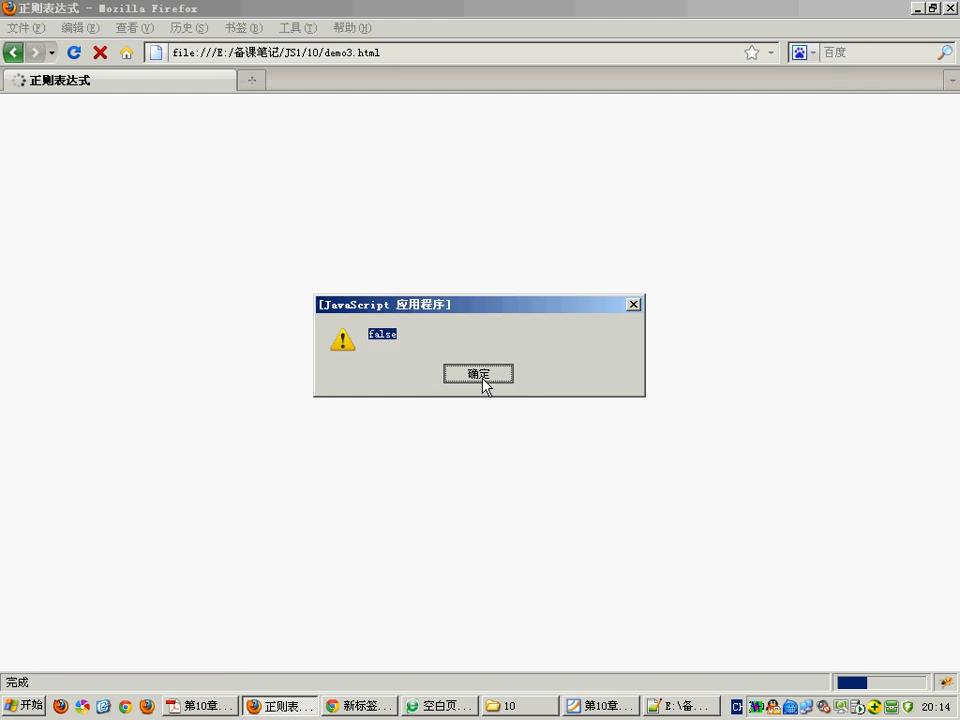 正则表达式 - Mozilla Firefox
文件(F) 编辑(E) 查看(V) 历史(S) 书签(B) 工具(T) 帮助(H)
file:///E:/备课笔记/JS1/10/demo3.html 百度
正则表达式
[JavaScript 应用程序]
false
确定
完成
开始 第10章... 正则表... 新标签... 空白页... 10 第10章... E:\备... CH 20:14